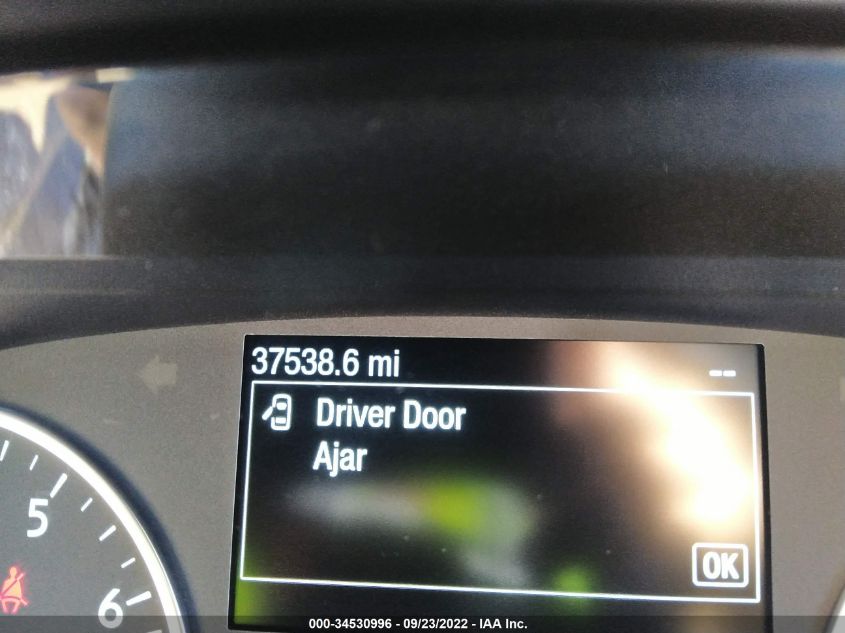 37538.6 mi --
Driver Door
Ajar
OK
5
6
000-34530996 - 09/23/2022 - IAA Inc.